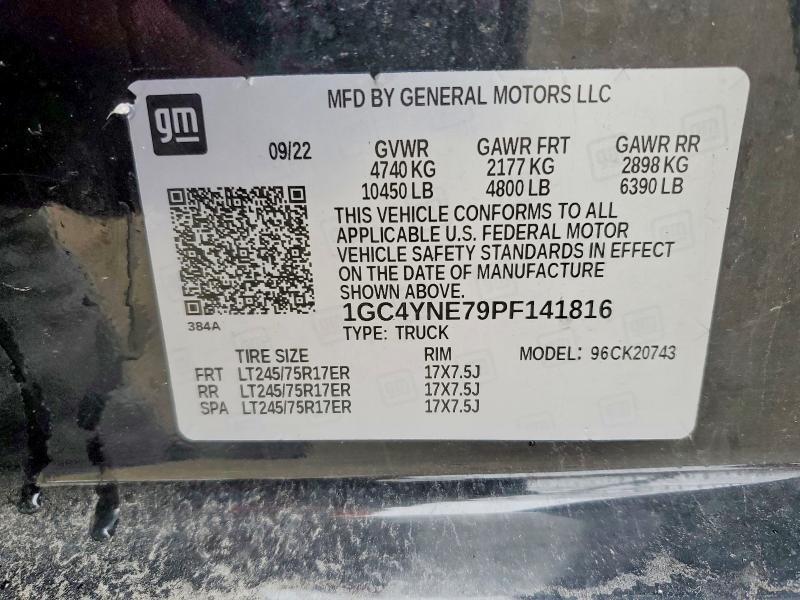 gm
MFD BY GENERAL MOTORS LLC
09/22 GVWR GAWR FRT GAWR RR
4740 KG 2177 KG 2898 KG
10450 LB 4800 LB 6390 LB
THIS VEHICLE CONFORMS TO ALL
APPLICABLE U.S. FEDERAL MOTOR
VEHICLE SAFETY STANDARDS IN EFFECT
ON THE DATE OF MANUFACTURE
SHOWN ABOVE.
384A
1GC4YNE79PF141816
TYPE: TRUCK
TIRE SIZE RIM MODEL: 96CK20743
FRT LT245/75R17ER 17X7.5J
RR LT245/75R17ER 17X7.5J
SPA LT245/75R17ER 17X7.5J